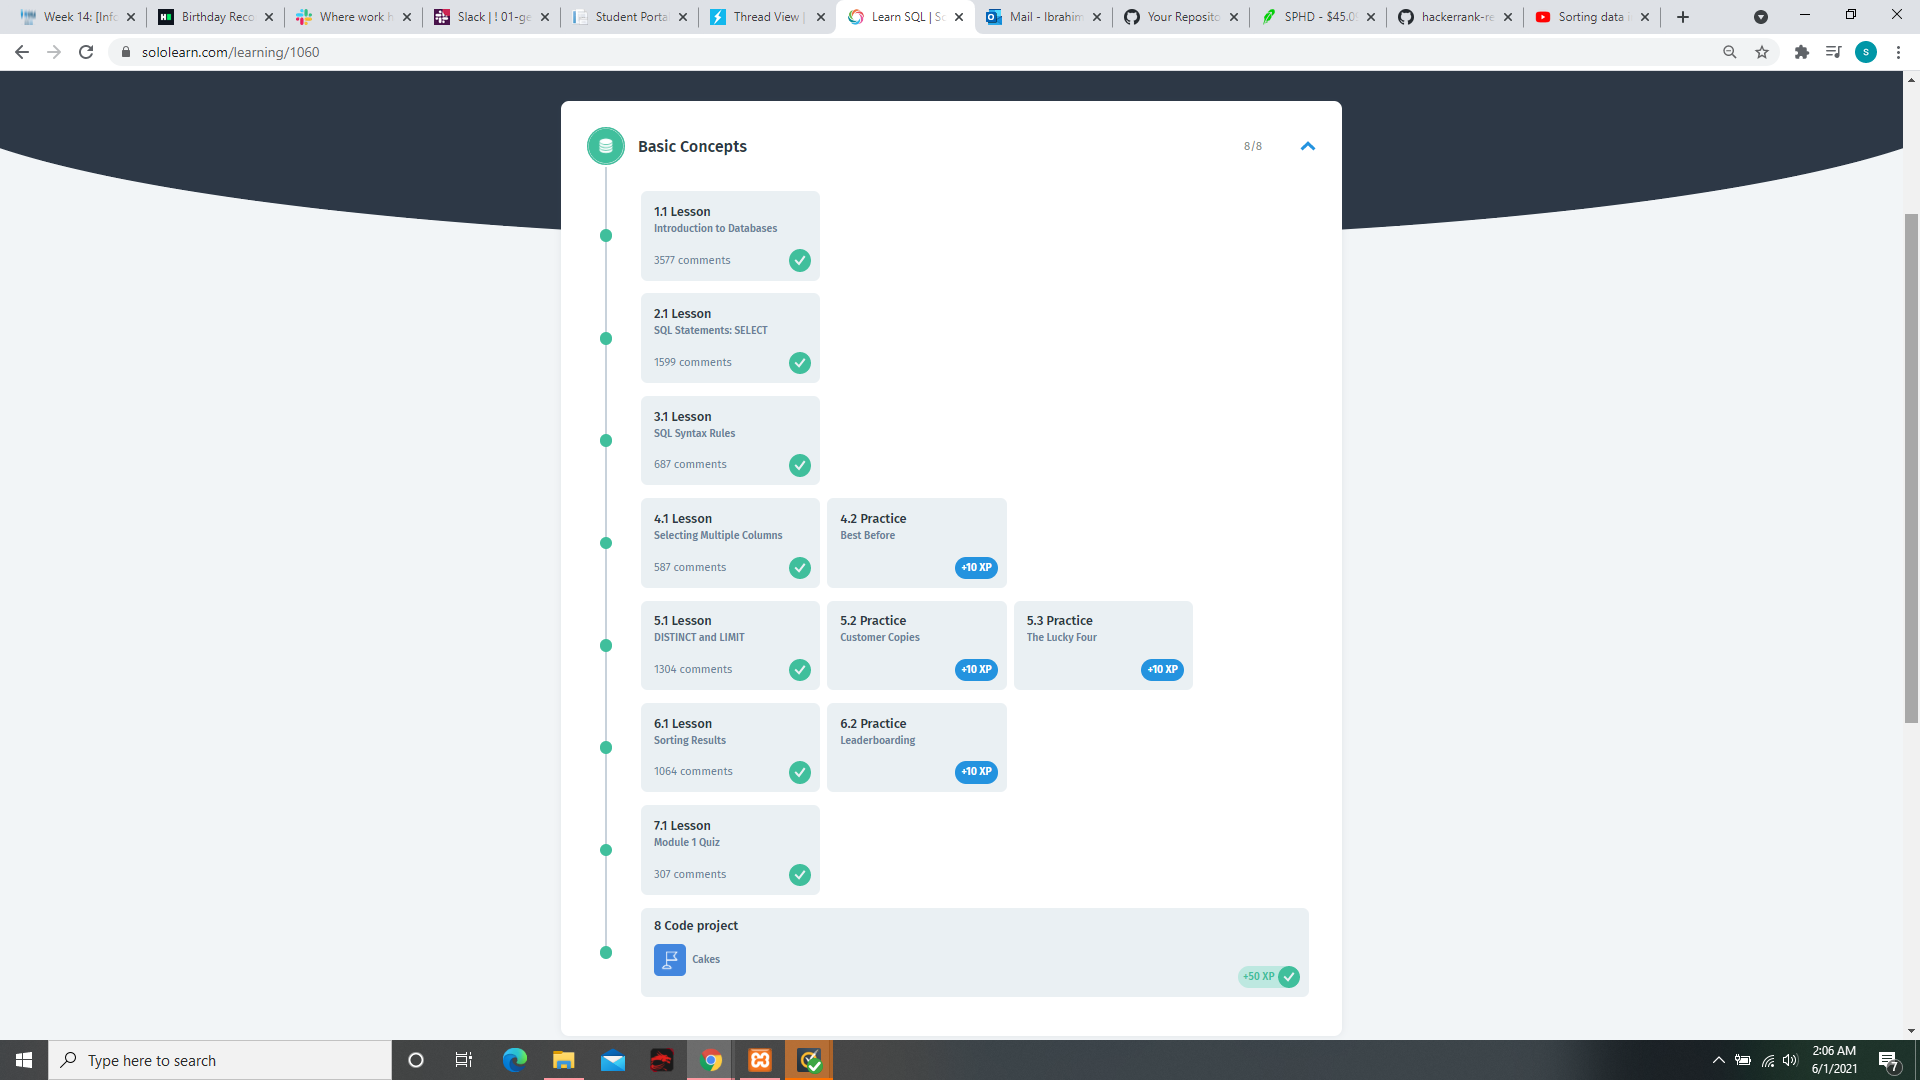 Week 14: [Info
Birthday Reco
Where work h
Slack | ! 01-ge
Student Porta
Thread View |
Learn SQL | So
Mail - Ibrahim
Your Reposito
SPHD - $45.0
hackerrank-re
Sorting data i
sololearn.com/learning/1060
S
Basic Concepts
8/8
1.1 Lesson
Introduction to Databases
3577 comments
2.1 Lesson
SQL Statements: SELECT
1599 comments
3.1 Lesson
SQL Syntax Rules
687 comments
4.1 Lesson
Selecting Multiple Columns
587 comments
4.2 Practice
Best Before
+10 XP
5.1 Lesson
DISTINCT and LIMIT
1304 comments
5.2 Practice
Customer Copies
+10 XP
5.3 Practice
The Lucky Four
+10 XP
6.1 Lesson
Sorting Results
1064 comments
6.2 Practice
Leaderboarding
+10 XP
7.1 Lesson
Module 1 Quiz
307 comments
8 Code project
Cakes
+50 XP
Type here to search
2:06 AM
6/1/2021
7